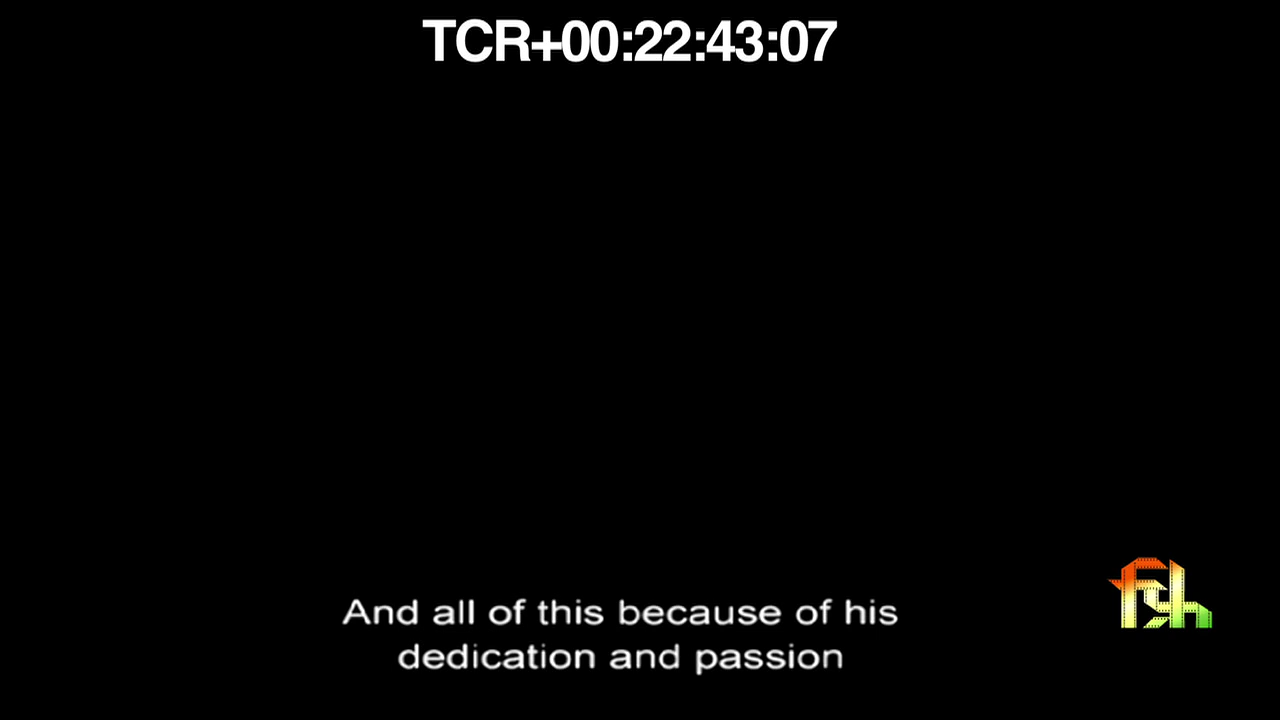 TCR+00:22:43:07
And all of this because of his
dedication and passion